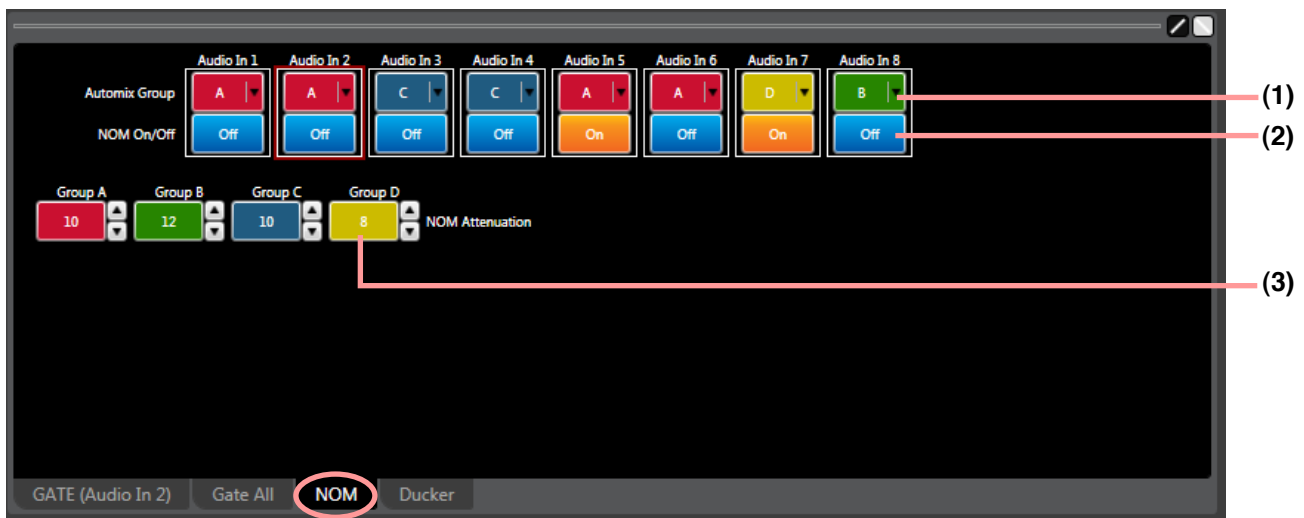 Audio In 1 Audio In 2 Audio In 3 Audio In 4 Audio In 5 Audio In 6 Audio In 7 Audio In 8
Automix Group A A C C A A D B (1)
NOM On/Off Off Off Off Off On Off On Off (2)
Group A Group B Group C Group D
10 12 10 8 NOM Attenuation
(3)
GATE (Audio In 2) Gate All NOM Ducker